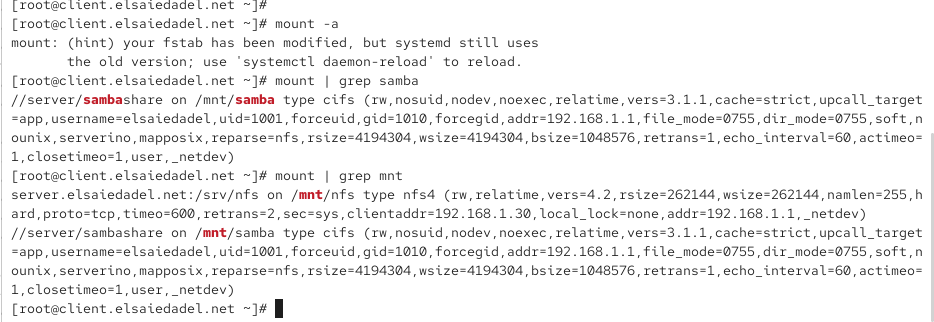 [root@client.elsaiedadel.net ~]#
[root@client.elsaiedadel.net ~]# mount -a
mount: (hint) your fstab has been modified, but systemd still uses
       the old version; use 'systemctl daemon-reload' to reload.
[root@client.elsaiedadel.net ~]# mount | grep samba
//server/sambashare on /mnt/samba type cifs (rw,nosuid,nodev,noexec,relatime,vers=3.1.1,cache=strict,upcall_target
=app,username=elsaiedadel,uid=1001,forceuid,gid=1010,forcegid,addr=192.168.1.1,file_mode=0755,dir_mode=0755,soft,n
ounix,serverino,mapposix,reparse=nfs,rsize=4194304,wsize=4194304,bsize=1048576,retrans=1,echo_interval=60,actimeo=
1,closetimeo=1,user,_netdev)
[root@client.elsaiedadel.net ~]# mount | grep mnt
server.elsaiedadel.net:/srv/nfs on /mnt/nfs type nfs4 (rw,relatime,vers=4.2,rsize=262144,wsize=262144,namlen=255,h
ard,proto=tcp,timeo=600,retrans=2,sec=sys,clientaddr=192.168.1.30,local_lock=none,addr=192.168.1.1,_netdev)
//server/sambashare on /mnt/samba type cifs (rw,nosuid,nodev,noexec,relatime,vers=3.1.1,cache=strict,upcall_target
=app,username=elsaiedadel,uid=1001,forceuid,gid=1010,forcegid,addr=192.168.1.1,file_mode=0755,dir_mode=0755,soft,n
ounix,serverino,mapposix,reparse=nfs,rsize=4194304,wsize=4194304,bsize=1048576,retrans=1,echo_interval=60,actimeo=
1,closetimeo=1,user,_netdev)
[root@client.elsaiedadel.net ~]#